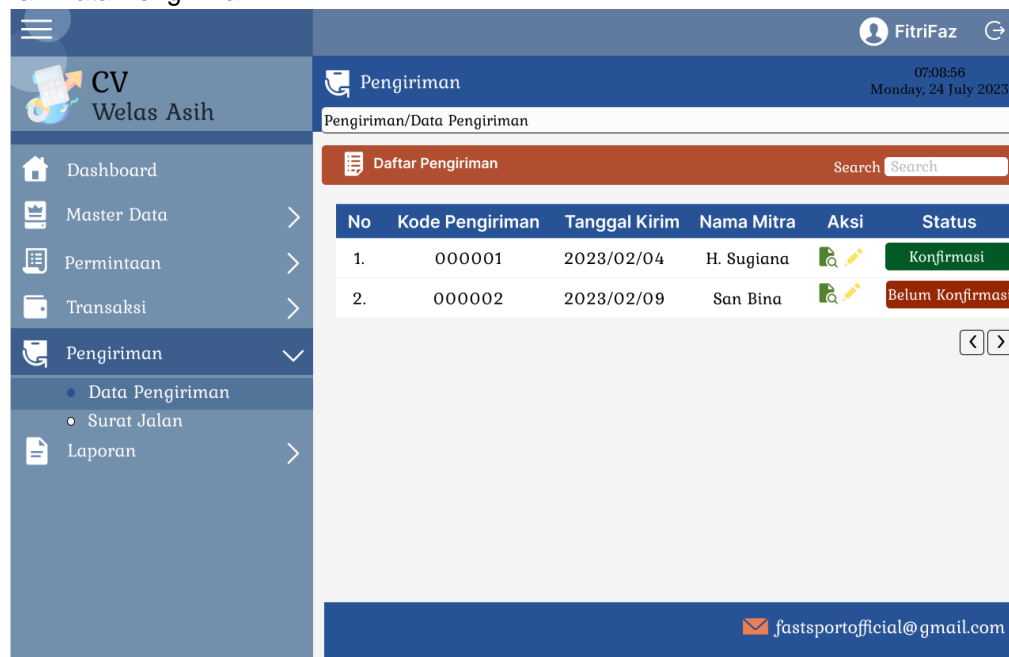 FitriFaz
CV
Welas Asih
Pengiriman
07:08:56
Monday, 24 July 2023
Pengiriman/Data Pengiriman
Daftar Pengiriman
Search Search
Dashboard
Master Data
Permintaan
Transaksi
Pengiriman
Data Pengiriman
Surat Jalan
Laporan
No Kode Pengiriman Tanggal Kirim Nama Mitra Aksi Status
1. 000001 2023/02/04 H. Sugiana Konfirmasi
2. 000002 2023/02/09 San Bina Belum Konfirmasi
fastsportofficial@gmail.com